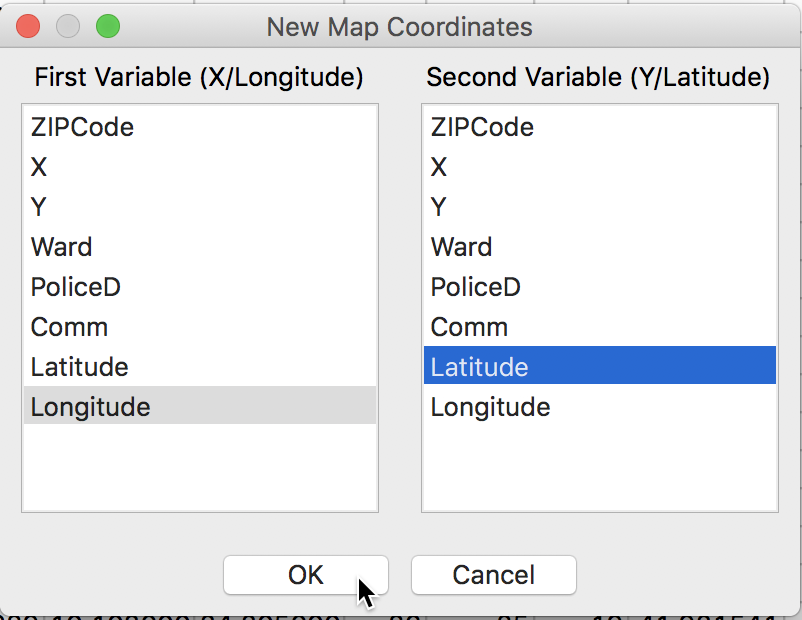 New Map Coordinates
First Variable (X/Longitude)
Second Variable (Y/Latitude)
ZIPCode
X
Y
Ward
PoliceD
Comm
Latitude
Longitude
ZIPCode
X
Y
Ward
PoliceD
Comm
Latitude
Longitude
OK
Cancel